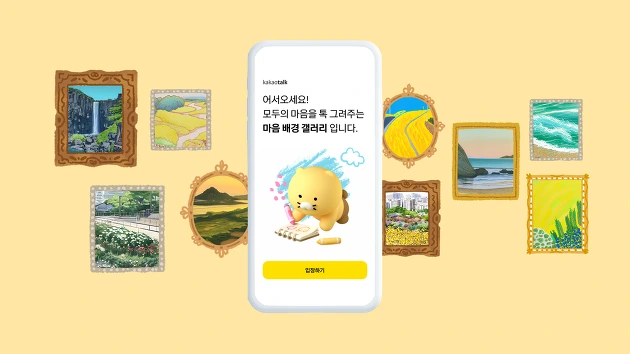 kakaotalk
어서오세요!
모두의 마음을 톡 그려주는
마음 배경 갤러리 입니다.
입장하기